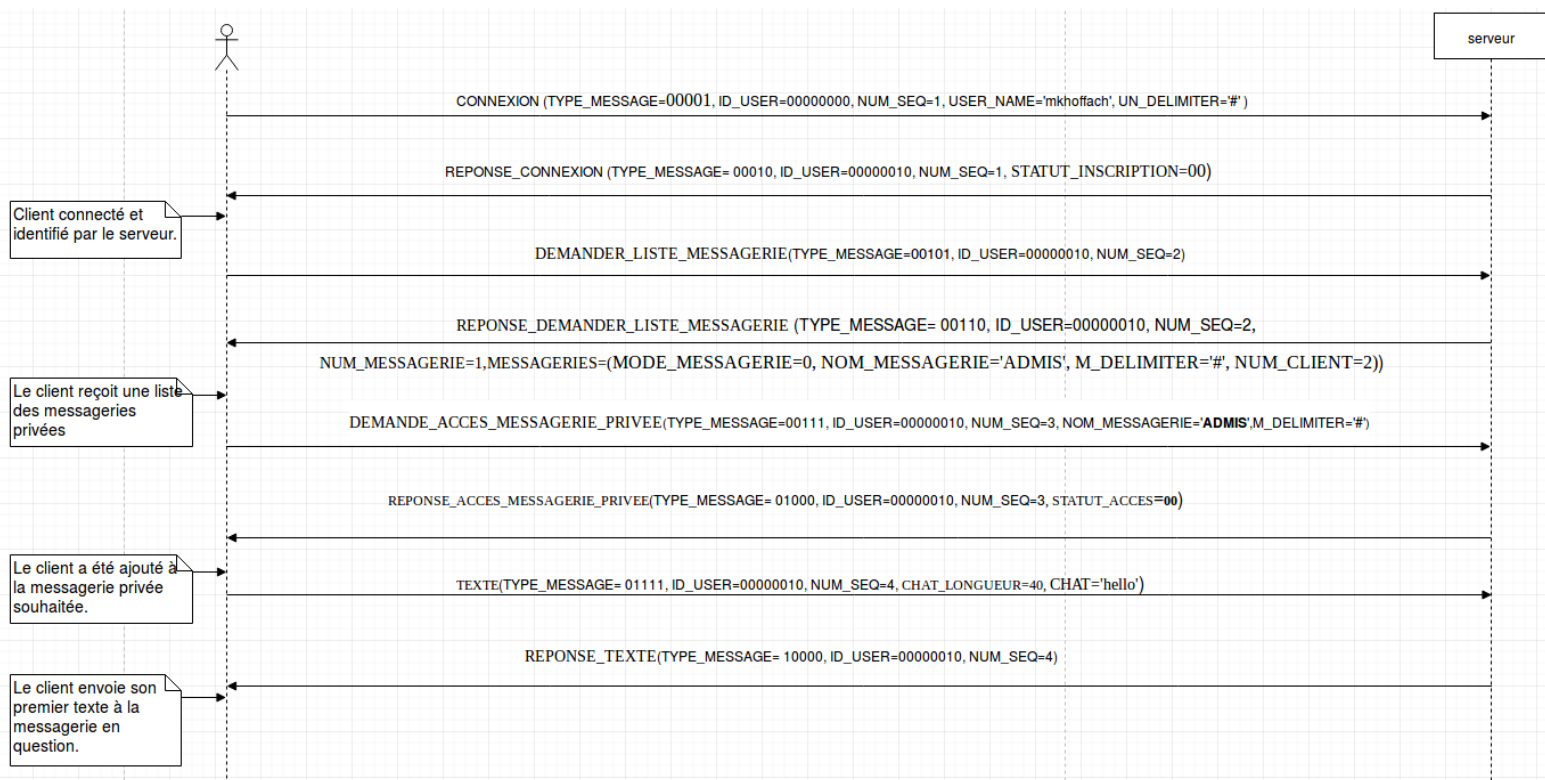 serveur
CONNEXION (TYPE_MESSAGE=00001, ID_USER=00000000, NUM_SEQ=1, USER_NAME='mkhoffach', UN_DELIMITER='#' )
REPONSE_CONNEXION (TYPE_MESSAGE= 00010, ID_USER=00000010, NUM_SEQ=1, STATUT_INSCRIPTION=00)
Client connecté et
identifié par le serveur.
DEMANDER_LISTE_MESSAGERIE(TYPE_MESSAGE=00101, ID_USER=00000010, NUM_SEQ=2)
REPONSE_DEMANDER_LISTE_MESSAGERIE (TYPE_MESSAGE= 00110, ID_USER=00000010, NUM_SEQ=2,
NUM_MESSAGERIE=1,MESSAGERIES=(MODE_MESSAGERIE=0, NOM_MESSAGERIE='ADMIS', M_DELIMITER='#', NUM_CLIENT=2))
Le client reçoit une liste
des messageries
privées
DEMANDE_ACCES_MESSAGERIE_PRIVEE(TYPE_MESSAGE=00111, ID_USER=00000010, NUM_SEQ=3, NOM_MESSAGERIE='ADMIS',M_DELIMITER='#')
REPONSE_ACCES_MESSAGERIE_PRIVEE(TYPE_MESSAGE= 01000, ID_USER=00000010, NUM_SEQ=3, STATUT_ACCES=00)
Le client a été ajouté à
la messagerie privée
souhaitée.
TEXTE(TYPE_MESSAGE= 01111, ID_USER=00000010, NUM_SEQ=4, CHAT_LONGUEUR=40, CHAT='hello')
REPONSE_TEXTE(TYPE_MESSAGE= 10000, ID_USER=00000010, NUM_SEQ=4)
Le client envoie son
premier texte à la
messagerie en
question.